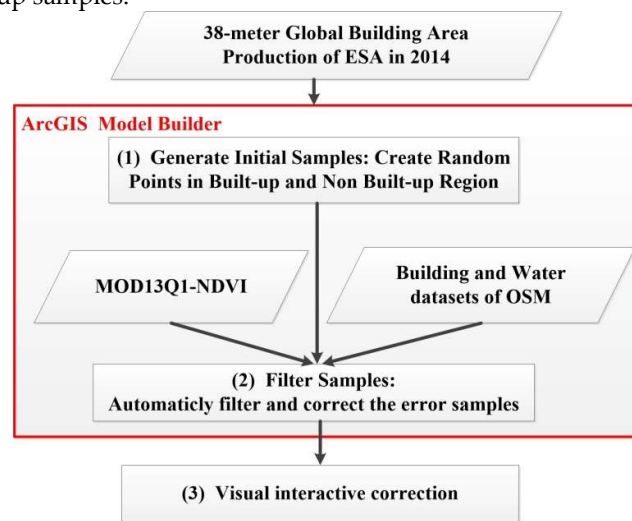 up samples.
38-meter Global Building Area
Production of ESA in 2014
ArcGIS Model Builder
(1) Generate Initial Samples: Create Random
Points in Built-up and Non Built-up Region
MOD13Q1-NDVI
Building and Water
datasets of OSM
(2) Filter Samples:
Automaticly filter and correct the error samples
(3) Visual interactive correction